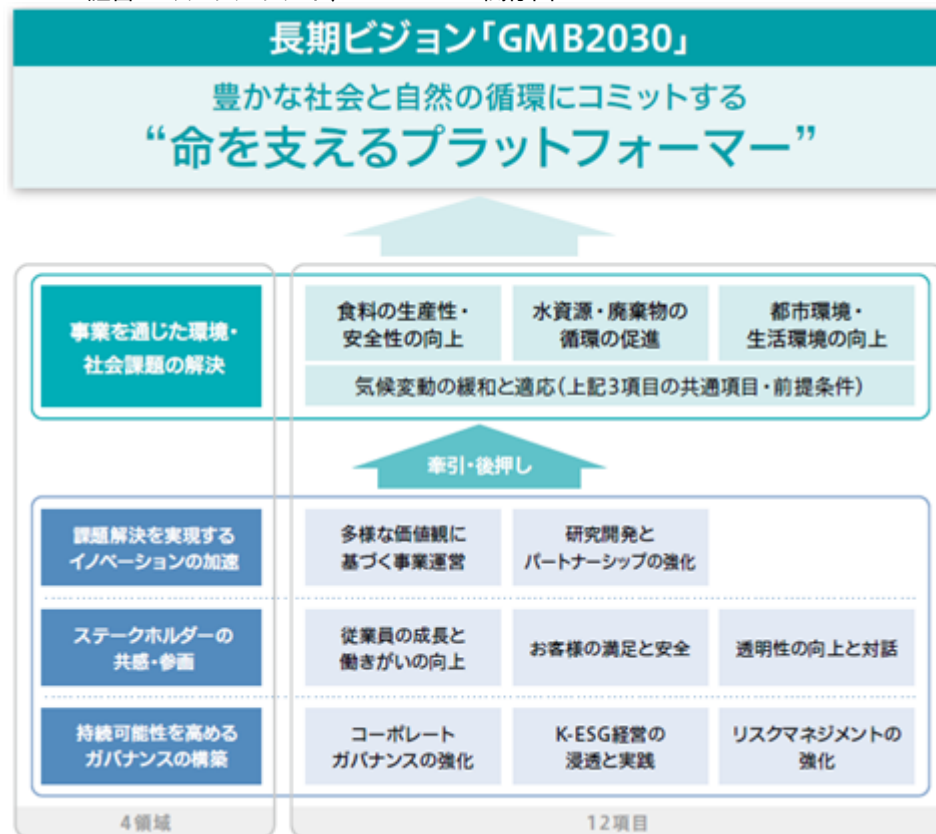 長期ビジョン「GMB2030」
豊かな社会と自然の循環にコミットする
“命を支えるプラットフォーマー”
事業を通じた環境・
社会課題の解決
食料の生産性・
安全性の向上
水資源・廃棄物の
循環の促進
都市環境・
生活環境の向上
気候変動の緩和と適応（上記3項目の共通項目・前提条件）
牽引・後押し
課題解決を実現する
イノベーションの加速
多様な価値観に
基づく事業運営
研究開発と
パートナーシップの強化
ステークホルダーの
共感・参画
従業員の成長と
働きがいの向上
お客様の満足と安全
透明性の向上と対話
持続可能性を高める
ガバナンスの構築
コーポレート
ガバナンスの強化
K-ESG経営の
浸透と実践
リスクマネジメントの
強化
4領域
12項目